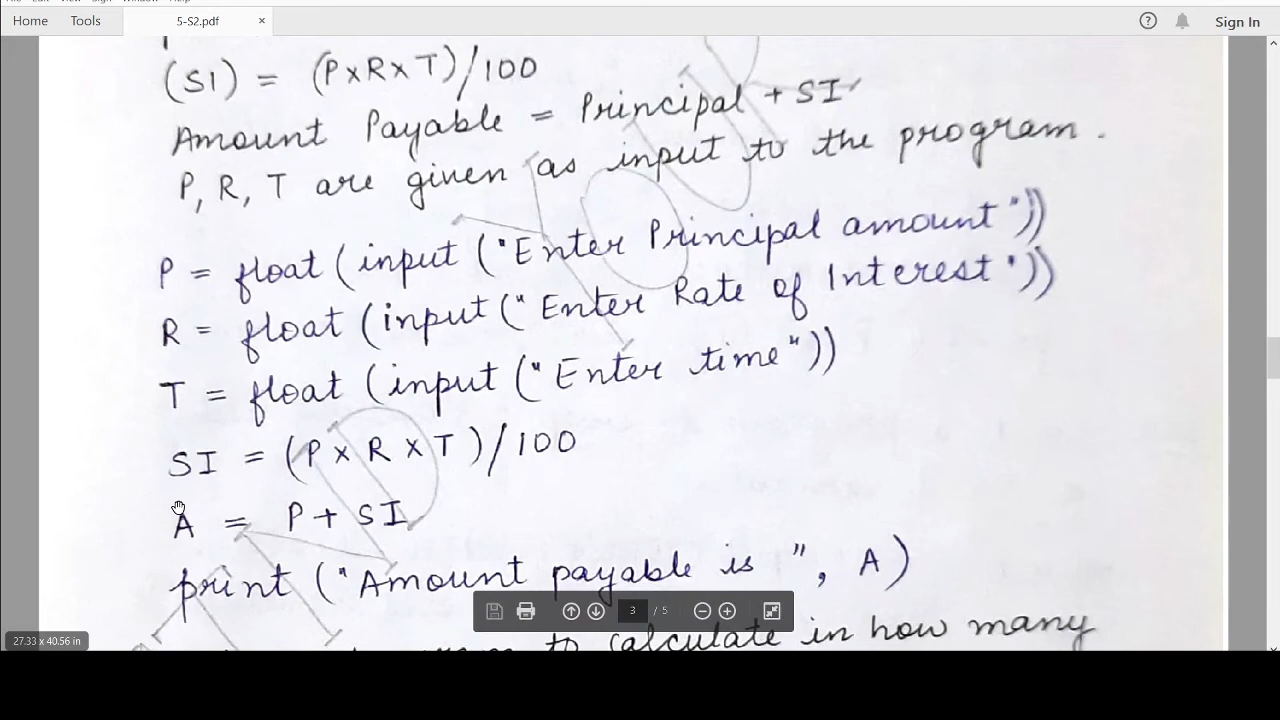 Home Tools 5-S2.pdf × Sign In
(SI) = (P×R×T)/100
Amount Payable = Principal + SI
P, R, T are given as input to the program.
P = float (input ("Enter Principal amount"))
R = float (input ("Enter Rate of Interest"))
T = float (input ("Enter time"))
SI = (P × R × T)/100
A = P + SI
print ("Amount payable is ", A)
3 / 5
27.33 x 40.56 in
to calculate in how many